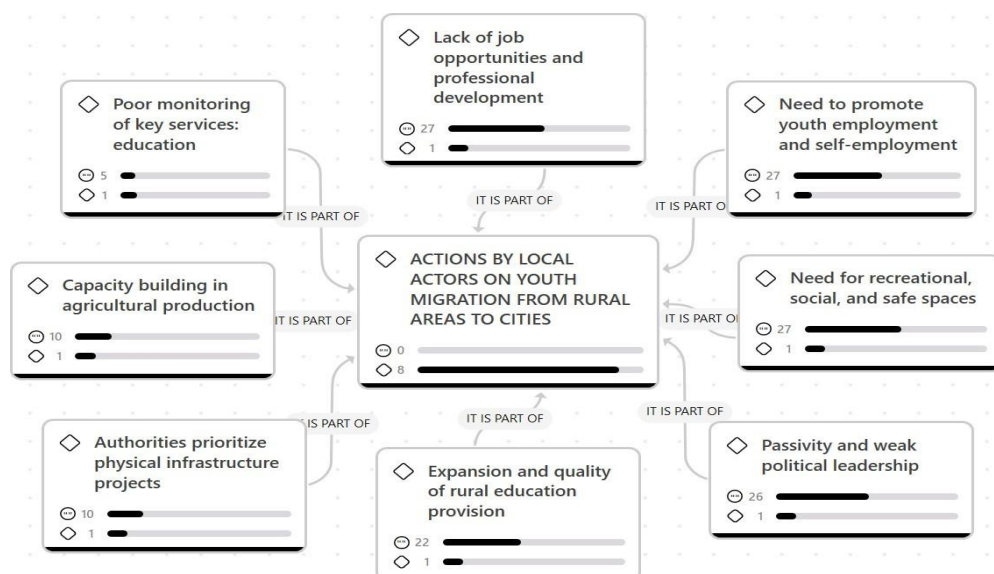 Lack of job
opportunities and
professional
development
27
1
Poor monitoring
of key services:
education
5
1
Need to promote
youth employment
and self-employment
27
1
IT IS PART OF
IT IS PART OF
IT IS PART OF
ACTIONS BY LOCAL
ACTORS ON YOUTH
MIGRATION FROM RURAL
AREAS TO CITIES
0
8
Capacity building in
agricultural production
10
1
IT IS PART OF
Need for recreational,
social, and safe spaces
27
1
IT IS PART OF
Authorities prioritize
physical infrastructure
projects
10
1
IT IS PART OF
IT IS PART OF
Expansion and quality
of rural education
provision
22
1
IT IS PART OF
Passivity and weak
political leadership
26
1